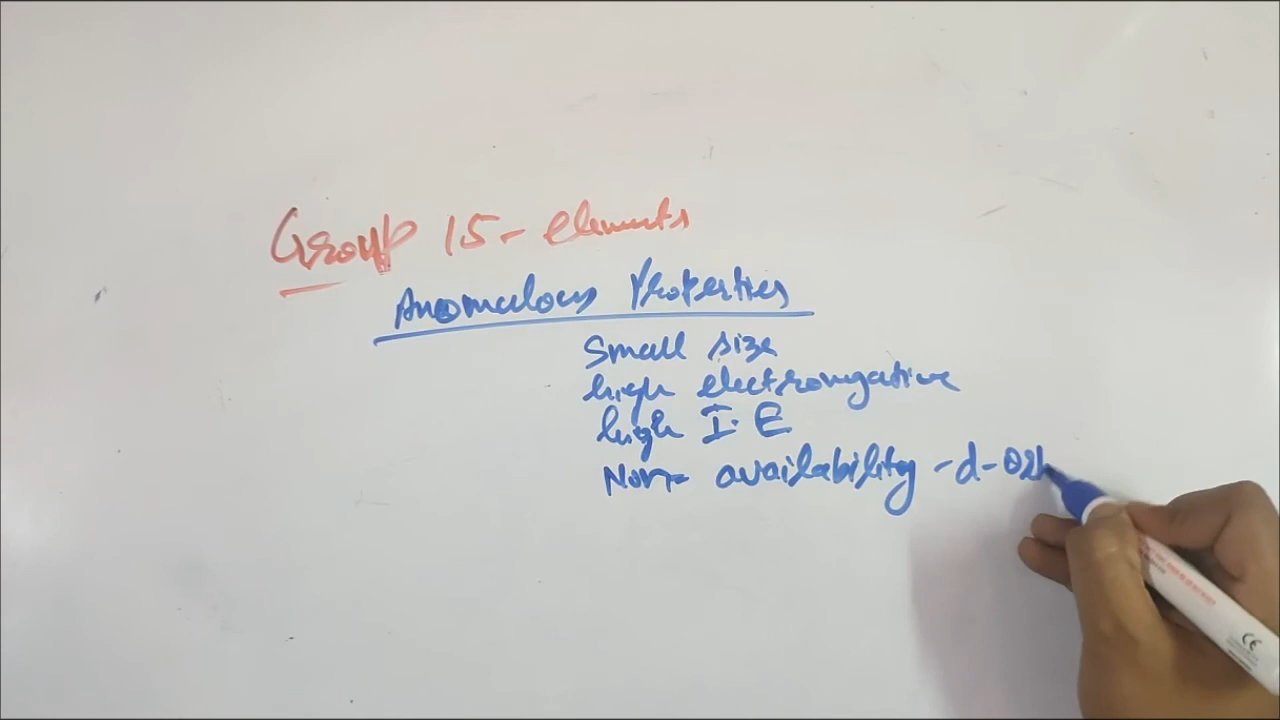 Group 15- elements
Anomalous Properties
Small size
high electronegative
high I.E
Non- availability -d-orb